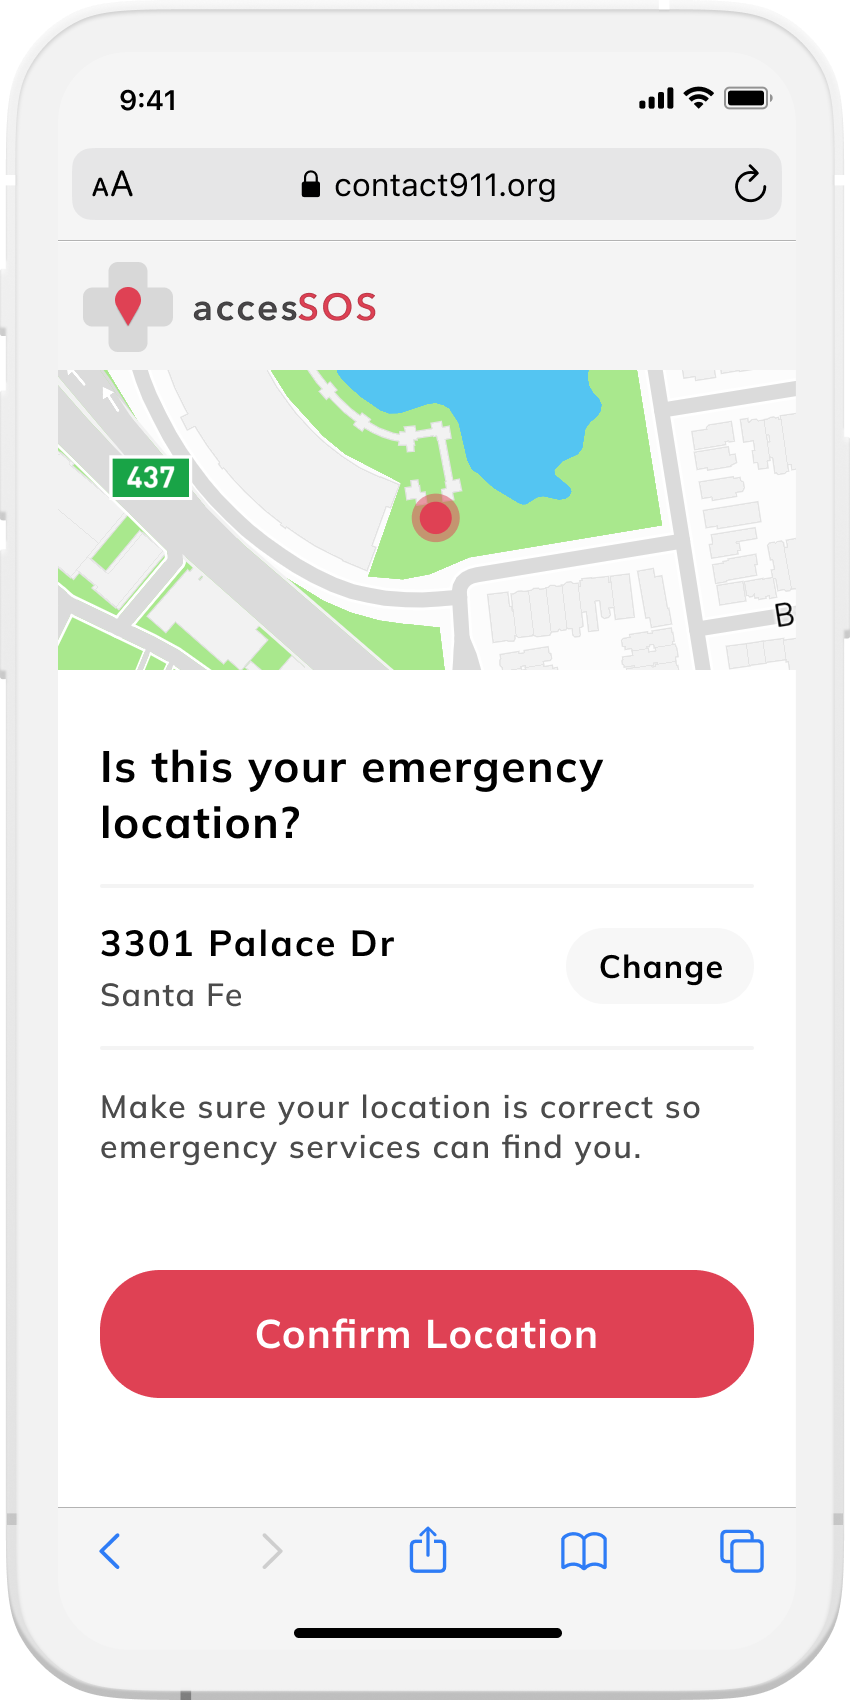 9:41
AA
contact911.org
accesSOS
437
B
Is this your emergency
location?
3301 Palace Dr
Santa Fe
Change
Make sure your location is correct so
emergency services can find you.
Confirm Location